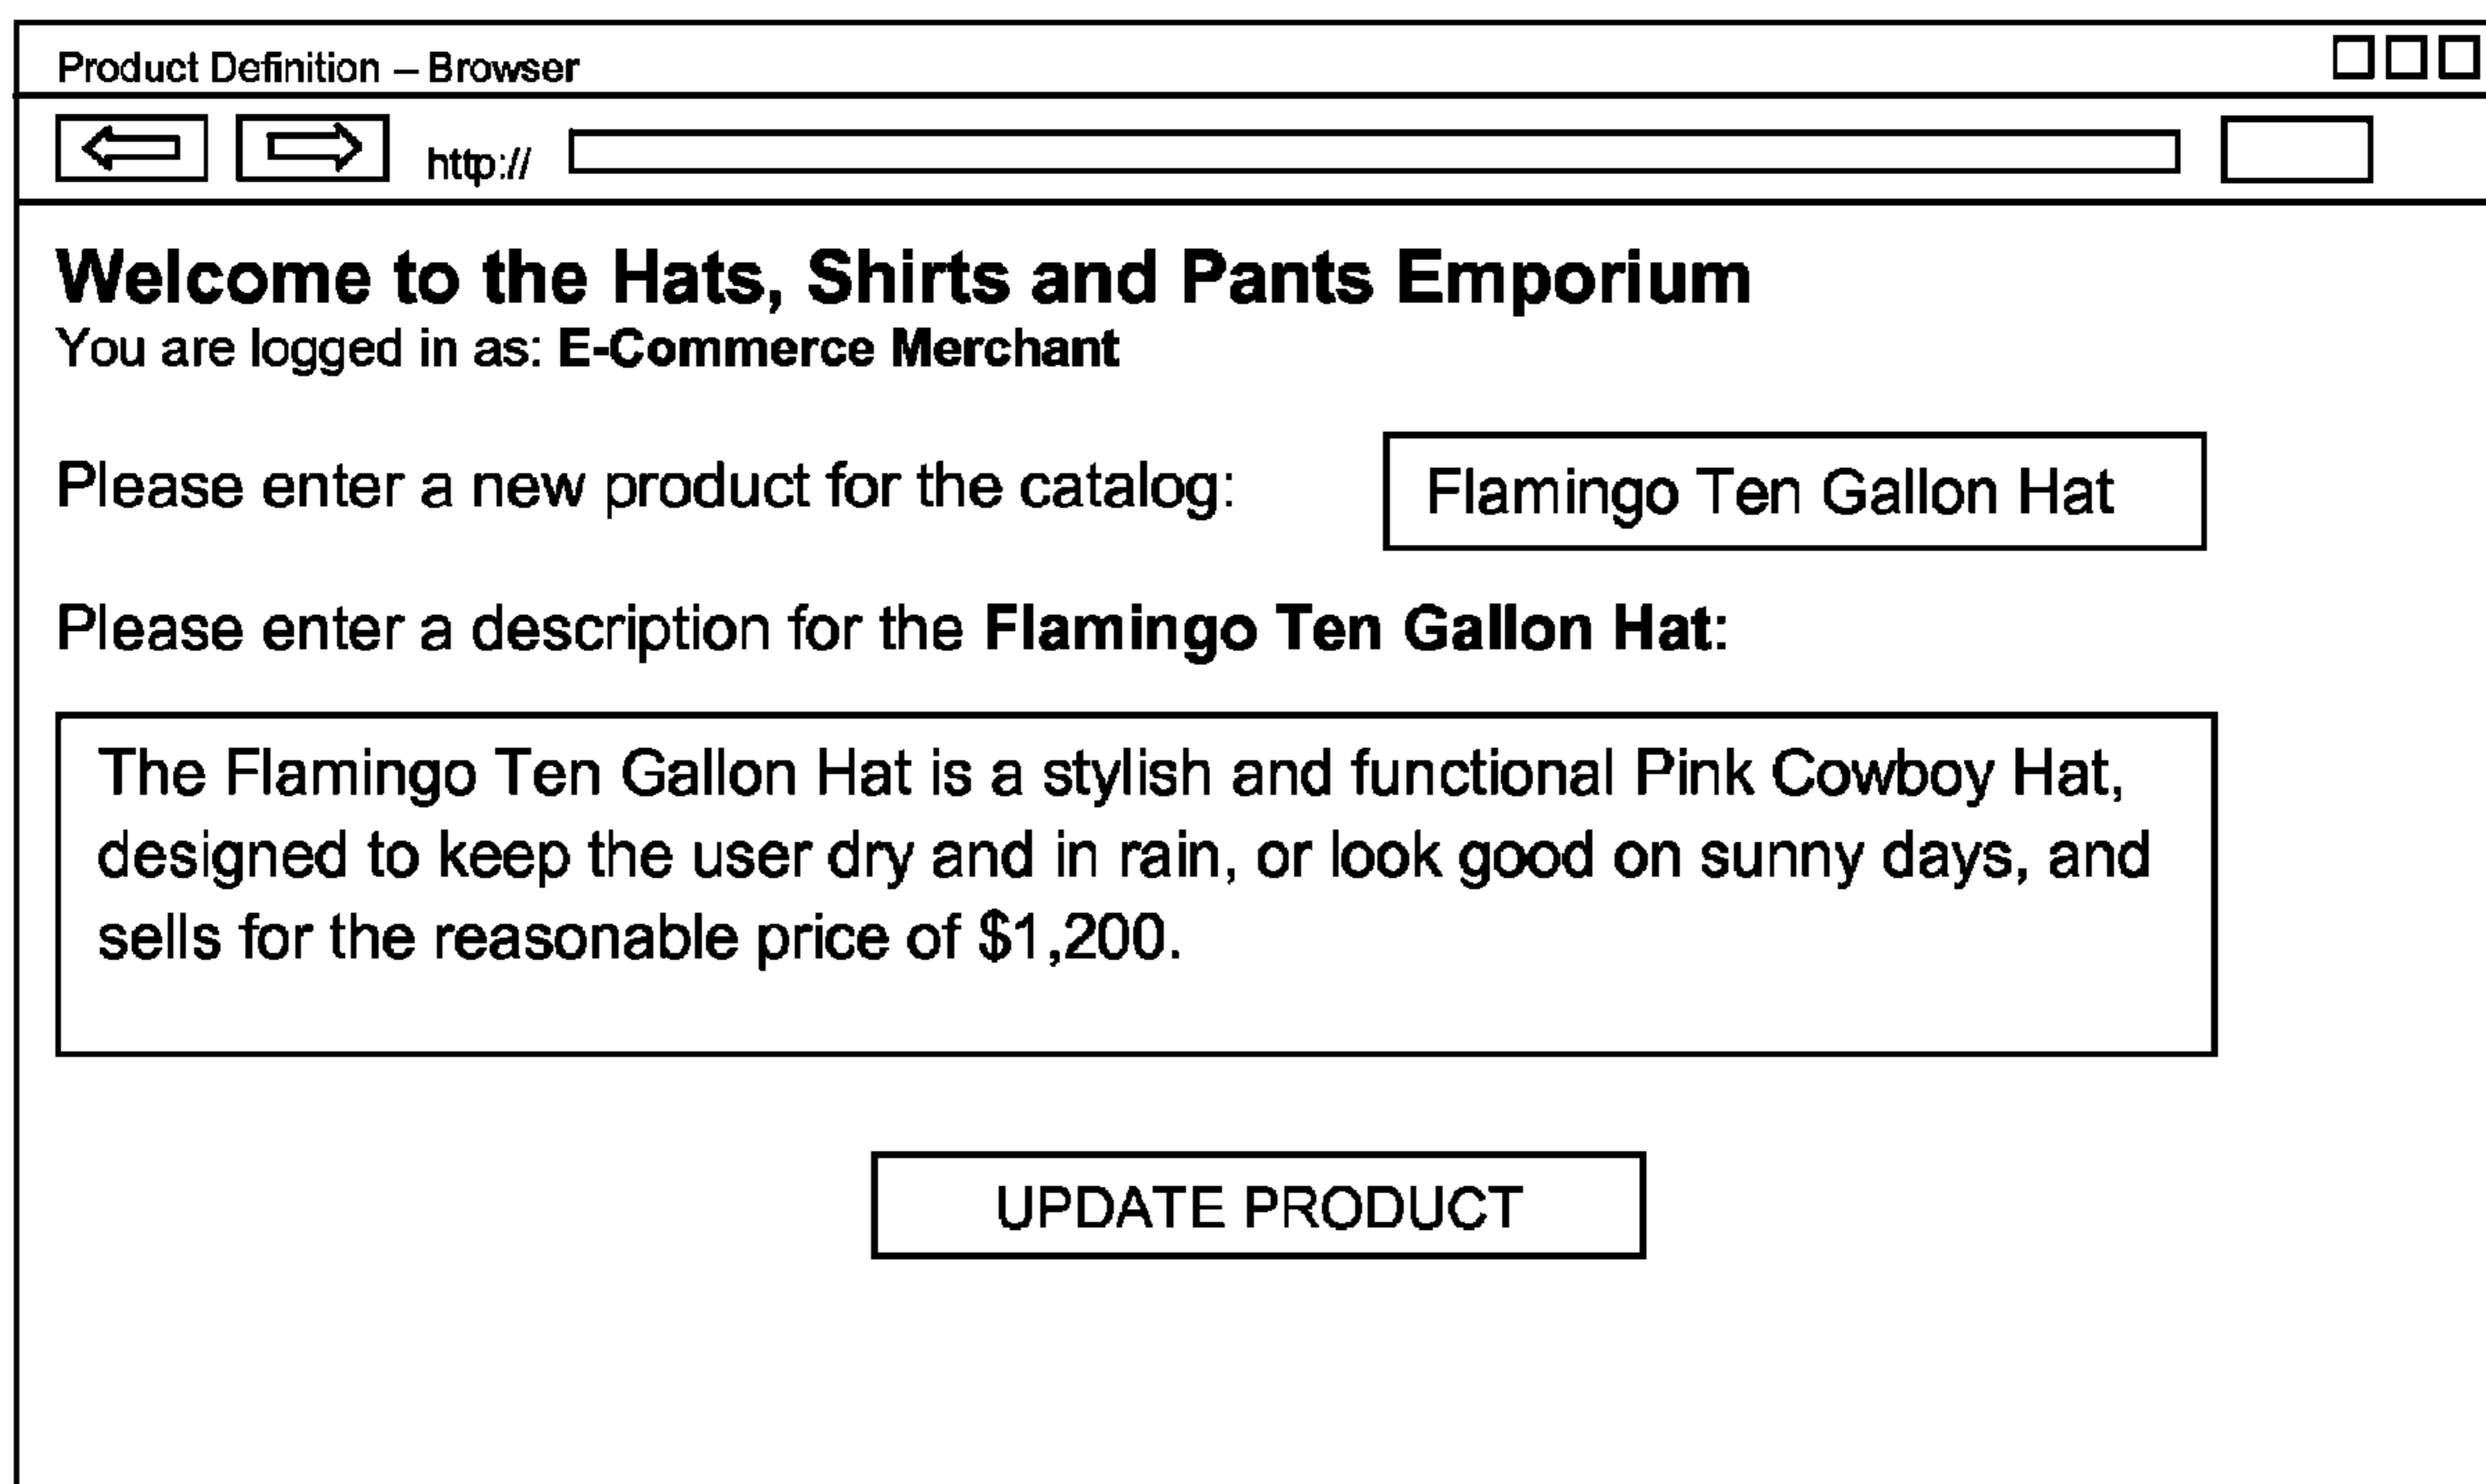 Product Definition – Browser
http://
Welcome to the Hats, Shirts and Pants Emporium
You are logged in as: E-Commerce Merchant
Please enter a new product for the catalog:
Flamingo Ten Gallon Hat
Please enter a description for the Flamingo Ten Gallon Hat:
The Flamingo Ten Gallon Hat is a stylish and functional Pink Cowboy Hat,
designed to keep the user dry and in rain, or look good on sunny days, and
sells for the reasonable price of $1,200.
UPDATE PRODUCT